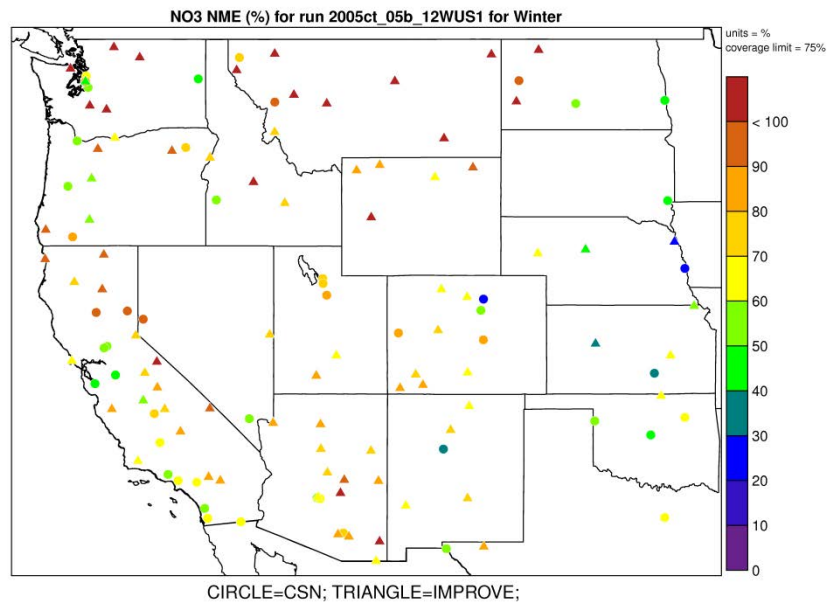 NO3 NME (%) for run 2005ct_05b_12WUS1 for Winter
units = %
coverage limit = 75%
< 100
90
80
70
60
50
40
30
20
10
0
CIRCLE=CSN; TRIANGLE=IMPROVE;